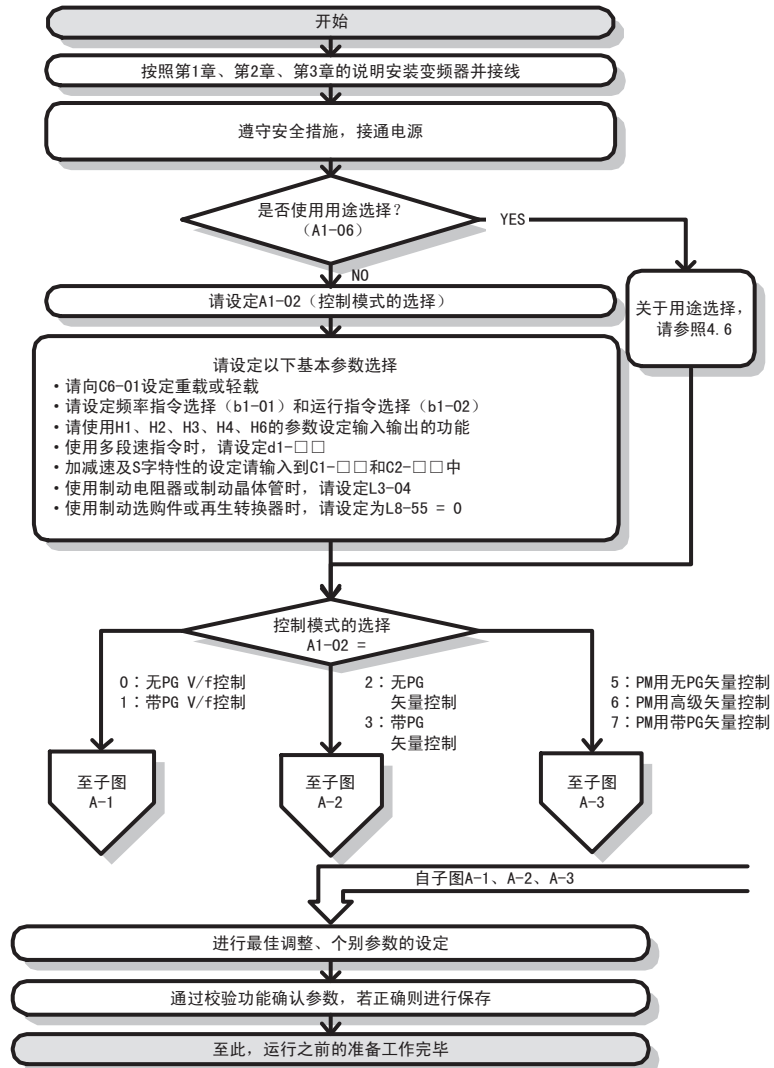 开始
按照第1章、第2章、第3章的说明安装变频器并接线
遵守安全措施，接通电源
是否使用用途选择？
（A1-06）
YES
NO
请设定A1-02（控制模式的选择）
关于用途选择，
请参照4.6
请设定以下基本参数选择
・请向C6-01设定重载或轻载
・请设定频率指令选择（b1-01）和运行指令选择（b1-02）
・请使用H1、H2、H3、H4、H6的参数设定输入输出的功能
・使用多段速指令时，请设定d1-□□
・加减速及S字特性的设定请输入到C1-□□和C2-□□中
・使用制动电阻器或制动晶体管时，请设定L3-04
・使用制动选购件或再生转换器时，请设定为L8-55 = 0
控制模式的选择
A1-02 =
0：无PG V/f控制
1：带PG V/f控制
2：无PG
矢量控制
3：带PG
矢量控制
5：PM用无PG矢量控制
6：PM用高级矢量控制
7：PM用带PG矢量控制
至子图
A-1
至子图
A-2
至子图
A-3
自子图A-1、A-2、A-3
进行最佳调整、个别参数的设定
通过校验功能确认参数，若正确则进行保存
至此，运行之前的准备工作完毕